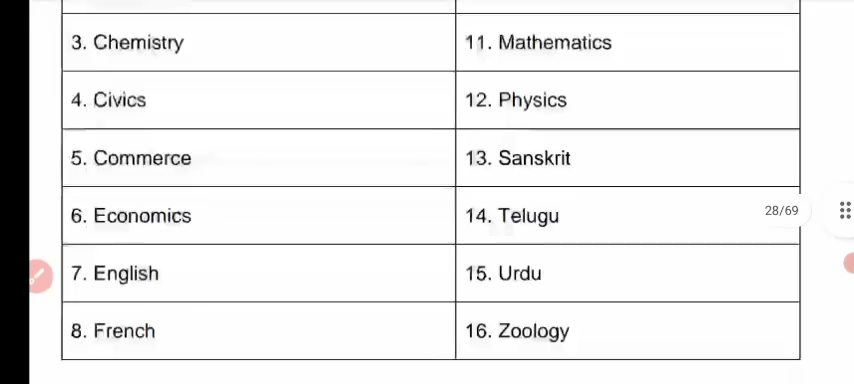 3. Chemistry 11. Mathematics
4. Civics 12. Physics
5. Commerce 13. Sanskrit
6. Economics 14. Telugu
28/69
7. English 15. Urdu
8. French 16. Zoology